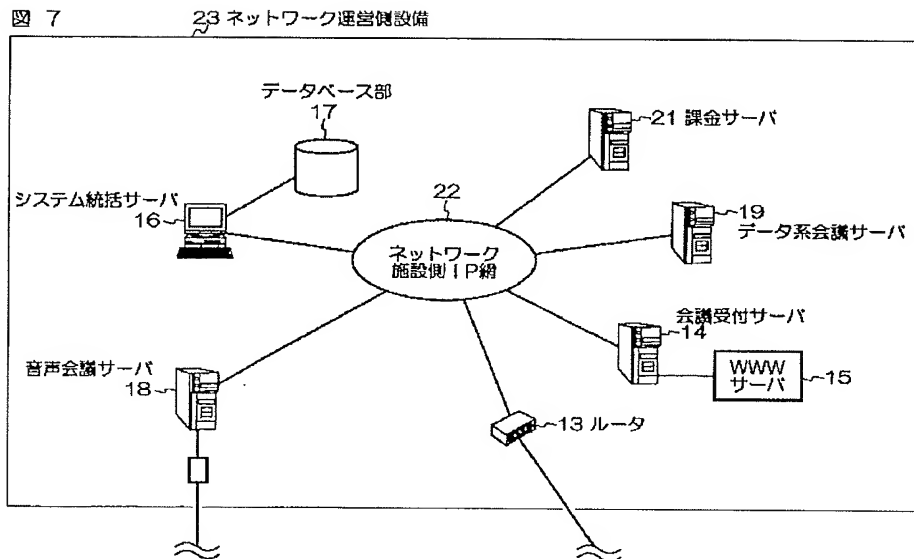 図 7
23 ネットワーク運営側設備
データベース部
17
21 課金サーバ
システム統括サーバ
16
22
19
データ系会議サーバ
ネットワーク
施設側IP網
会議受付サーバ
14
音声会議サーバ
18
WWW
サーバ
15
13 ルータ